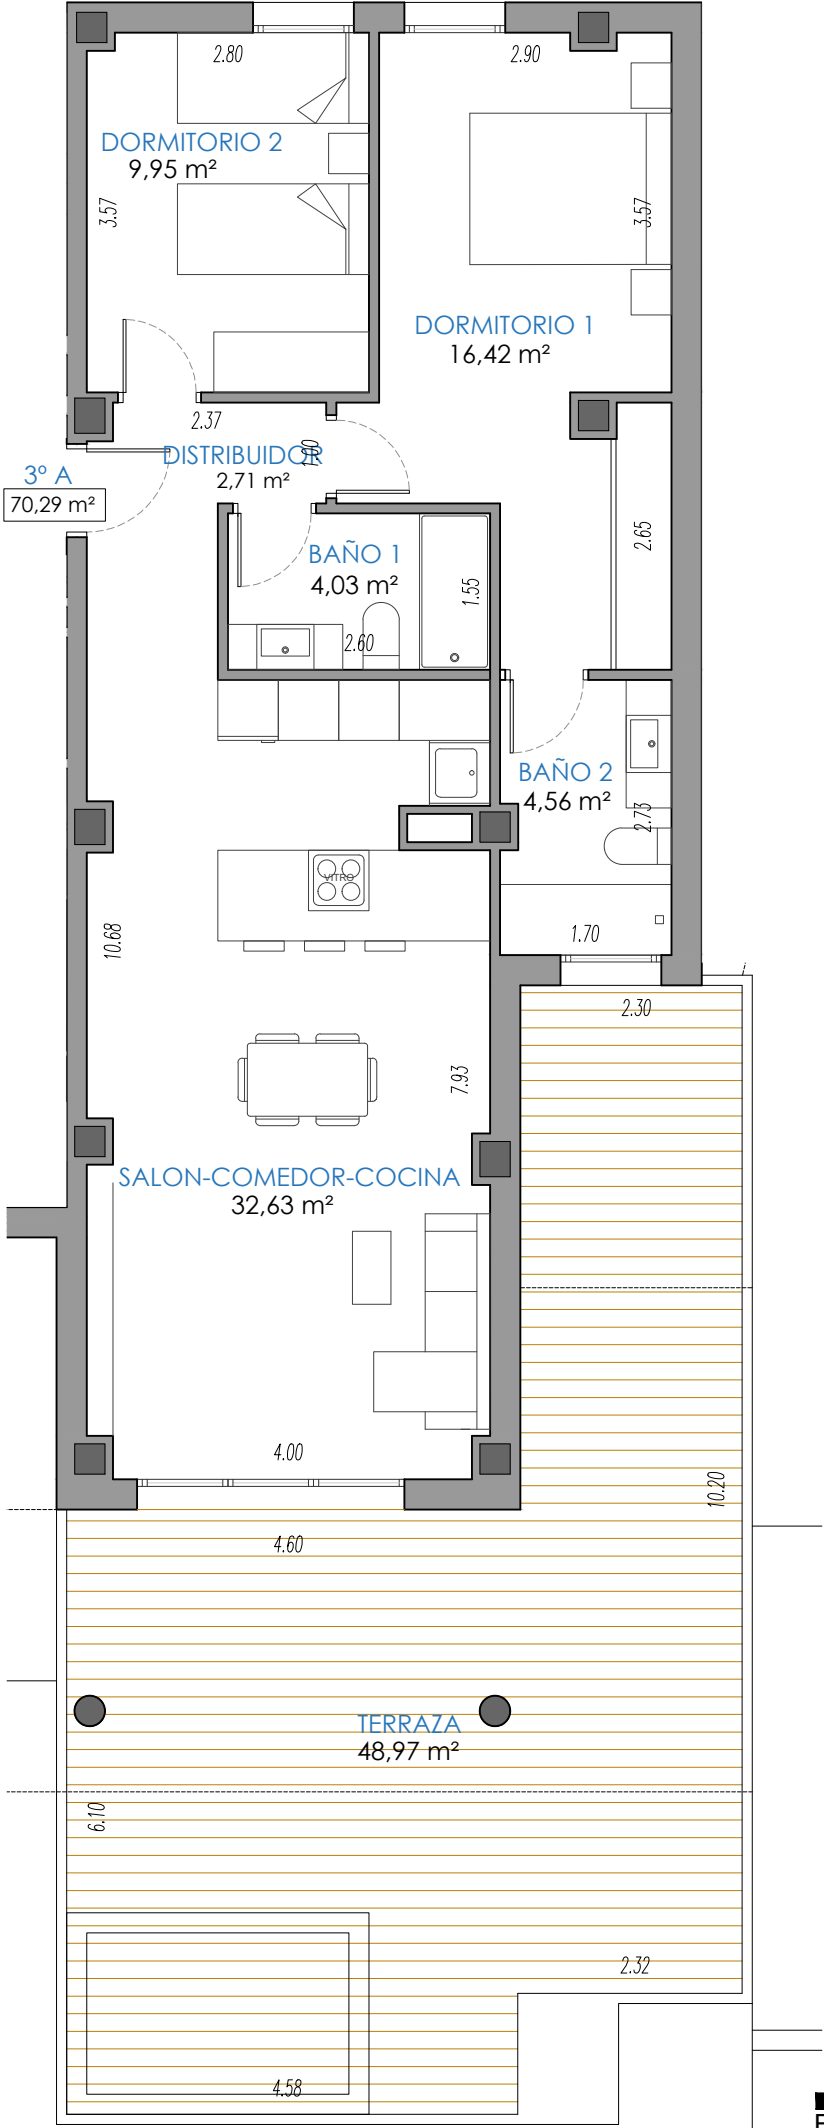 2.80
2.90
DORMITORIO 2
9,95 m²
3.57
3.57
DORMITORIO 1
16,42 m²
2.37
DISTRIBUIDOR
1.00
2,71 m²
3º A
70,29 m²
BAÑO 1
4,03 m²
1.55
2.60
2.65
BAÑO 2
4,56 m²
2.73
VITRO
10.68
1.70
2.30
7.93
SALON-COMEDOR-COCINA
32,63 m²
4.00
10.20
4.60
TERRAZA
48,97 m²
6.10
2.32
4.58